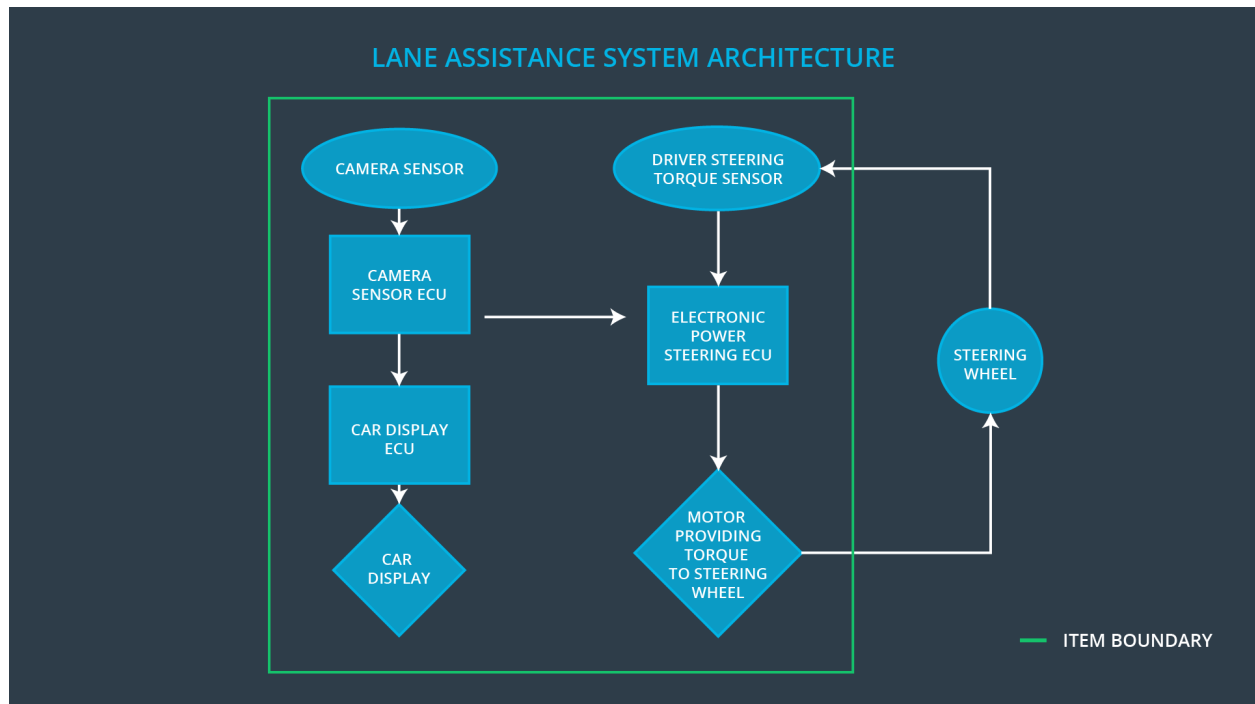 LANE ASSISTANCE SYSTEM ARCHITECTURE
CAMERA SENSOR
CAMERA
SENSOR ECU
CAR DISPLAY
ECU
CAR
DISPLAY
DRIVER STEERING
TORQUE SENSOR
ELECTRONIC
POWER
STEERING ECU
MOTOR
PROVIDING
TORQUE
TO STEERING
WHEEL
STEERING
WHEEL
ITEM BOUNDARY